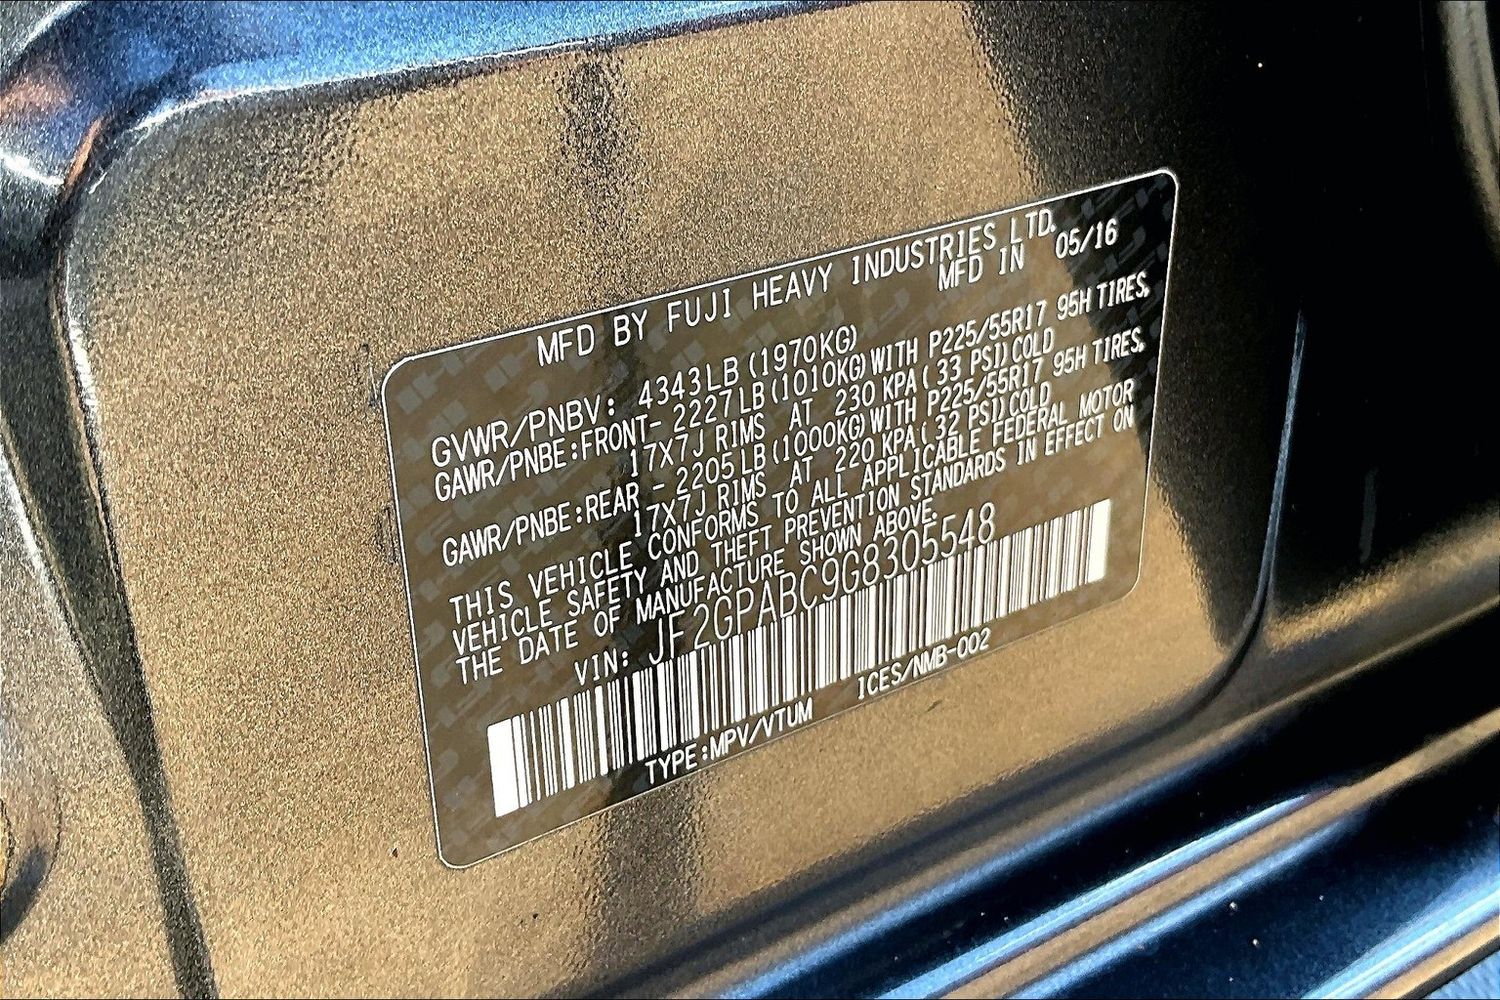 MFD BY FUJI HEAVY INDUSTRIES LTD.
MFD IN 05/16
GVWR/PNBV: 4343LB(1970KG)
GAWR/PNBE:FRONT- 2227LB(1010KG)WITH P225/55R17 95H TIRES,
17X7J RIMS AT 230 KPA(33 PSI)COLD
GAWR/PNBE:REAR - 2205LB(1000KG)WITH P225/55R17 95H TIRES,
17X7J RIMS AT 220 KPA(32 PSI)COLD
THIS VEHICLE CONFORMS TO ALL APPLICABLE FEDERAL MOTOR
VEHICLE SAFETY AND THEFT PREVENTION STANDARDS IN EFFECT ON
THE DATE OF MANUFACTURE SHOWN ABOVE.
VIN: JF2GPABC9G8305548
TYPE:MPV/VTUM ICES/NMB-002